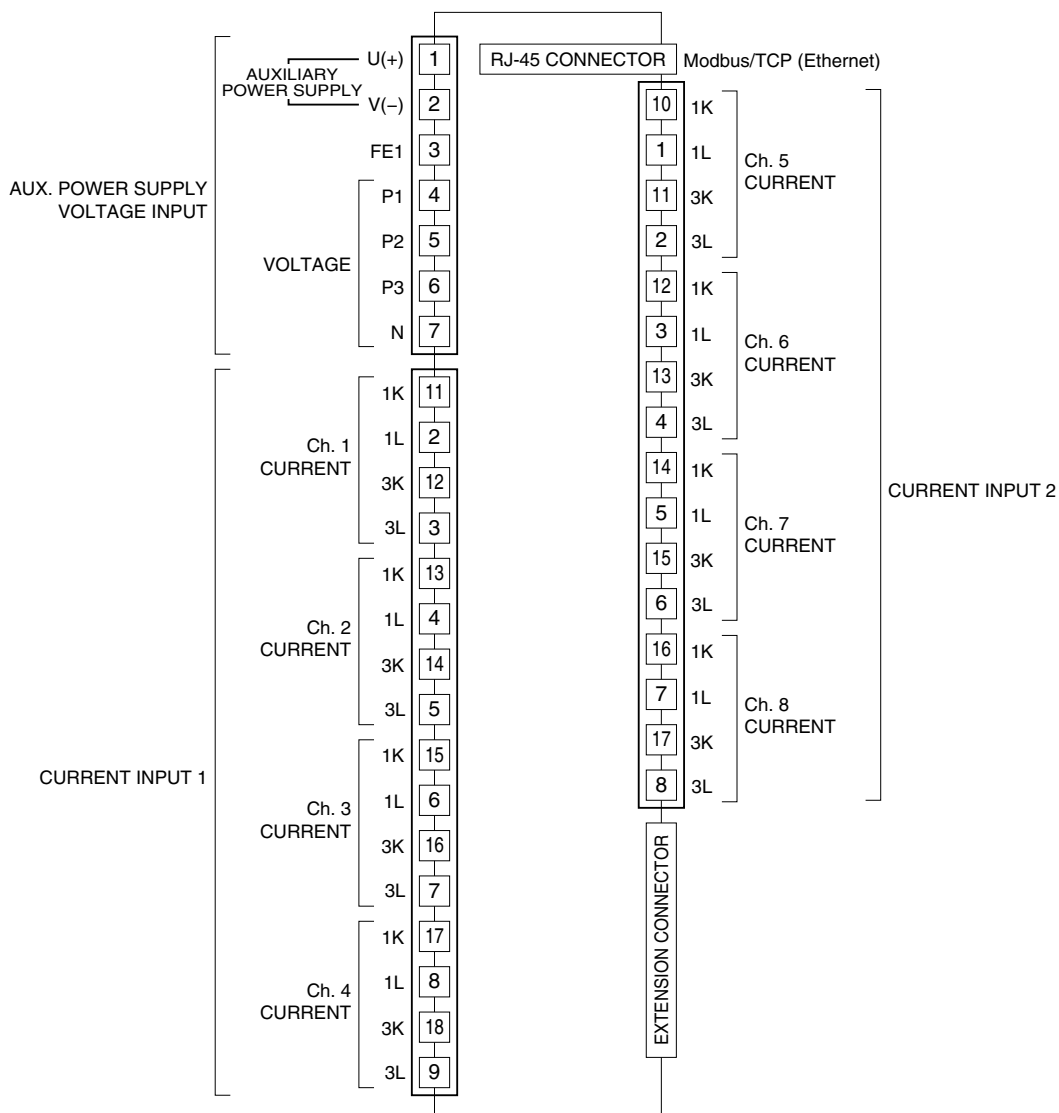 RJ-45 CONNECTOR Modbus/TCP (Ethernet)
AUX. POWER SUPPLY
VOLTAGE INPUT
AUXILIARY
POWER SUPPLY
U(+) 1
V(−) 2
FE1 3
VOLTAGE
P1 4
P2 5
P3 6
N 7
CURRENT INPUT 1
Ch. 1
CURRENT
1K 11
1L 2
3K 12
3L 3
Ch. 2
CURRENT
1K 13
1L 4
3K 14
3L 5
Ch. 3
CURRENT
1K 15
1L 6
3K 16
3L 7
Ch. 4
CURRENT
1K 17
1L 8
3K 18
3L 9
10 1K
1 1L
11 3K
2 3L
Ch. 5
CURRENT
12 1K
3 1L
13 3K
4 3L
Ch. 6
CURRENT
14 1K
5 1L
15 3K
6 3L
Ch. 7
CURRENT
16 1K
7 1L
17 3K
8 3L
Ch. 8
CURRENT
CURRENT INPUT 2
EXTENSION CONNECTOR